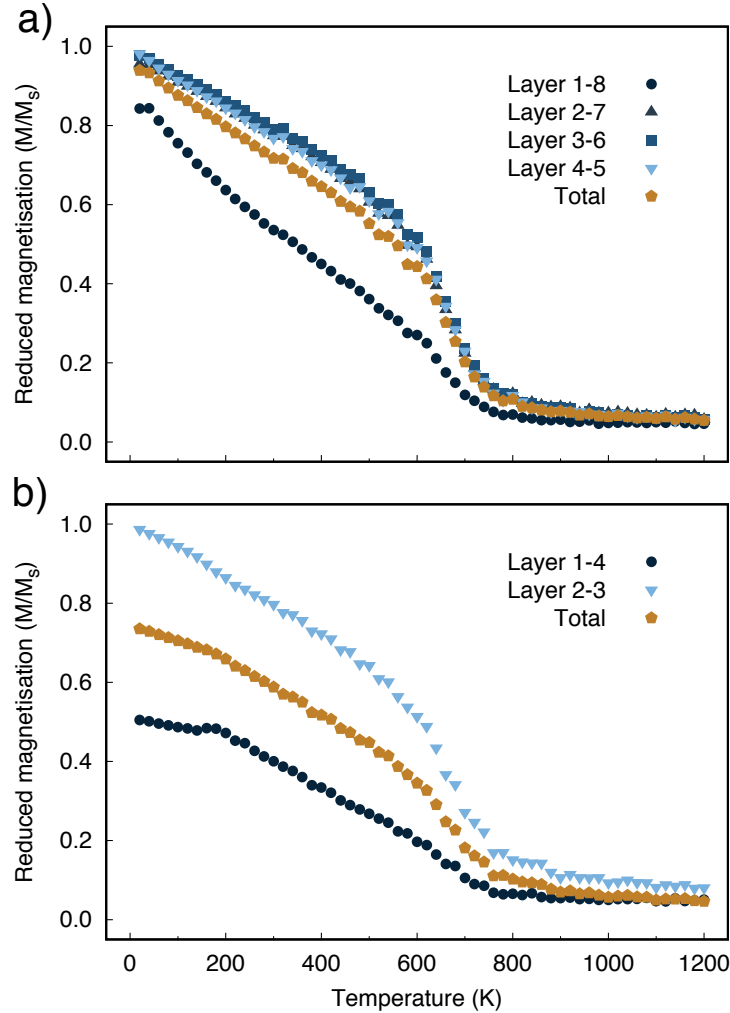 a)
Reduced magnetisation (M/Mₛ)
1.0
0.8
0.6
0.4
0.2
0.0
Layer 1-8
Layer 2-7
Layer 3-6
Layer 4-5
Total
b)
Reduced magnetisation (M/Mₛ)
1.0
0.8
0.6
0.4
0.2
0.0
Layer 1-4
Layer 2-3
Total
0 200 400 600 800 1000 1200
Temperature (K)